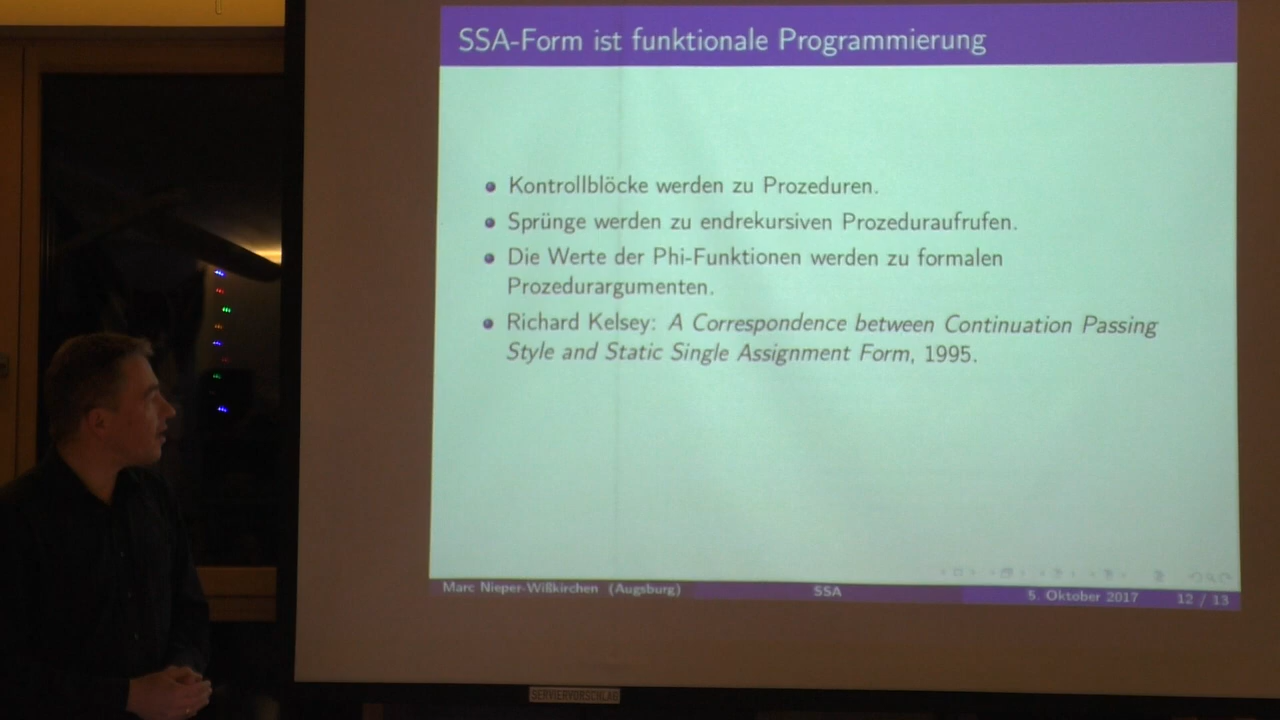 SSA-Form ist funktionale Programmierung
Kontrollblöcke werden zu Prozeduren.
Sprünge werden zu endrekursiven Prozeduraufrufen.
Die Werte der Phi-Funktionen werden zu formalen
Prozedurargumenten.
Richard Kelsey: A Correspondence between Continuation Passing
Style and Static Single Assignment Form, 1995.
Marc Nieper-Wißkirchen (Augsburg) SSA 5. Oktober 2017 12 / 13
SERVIERVORSCHLAG